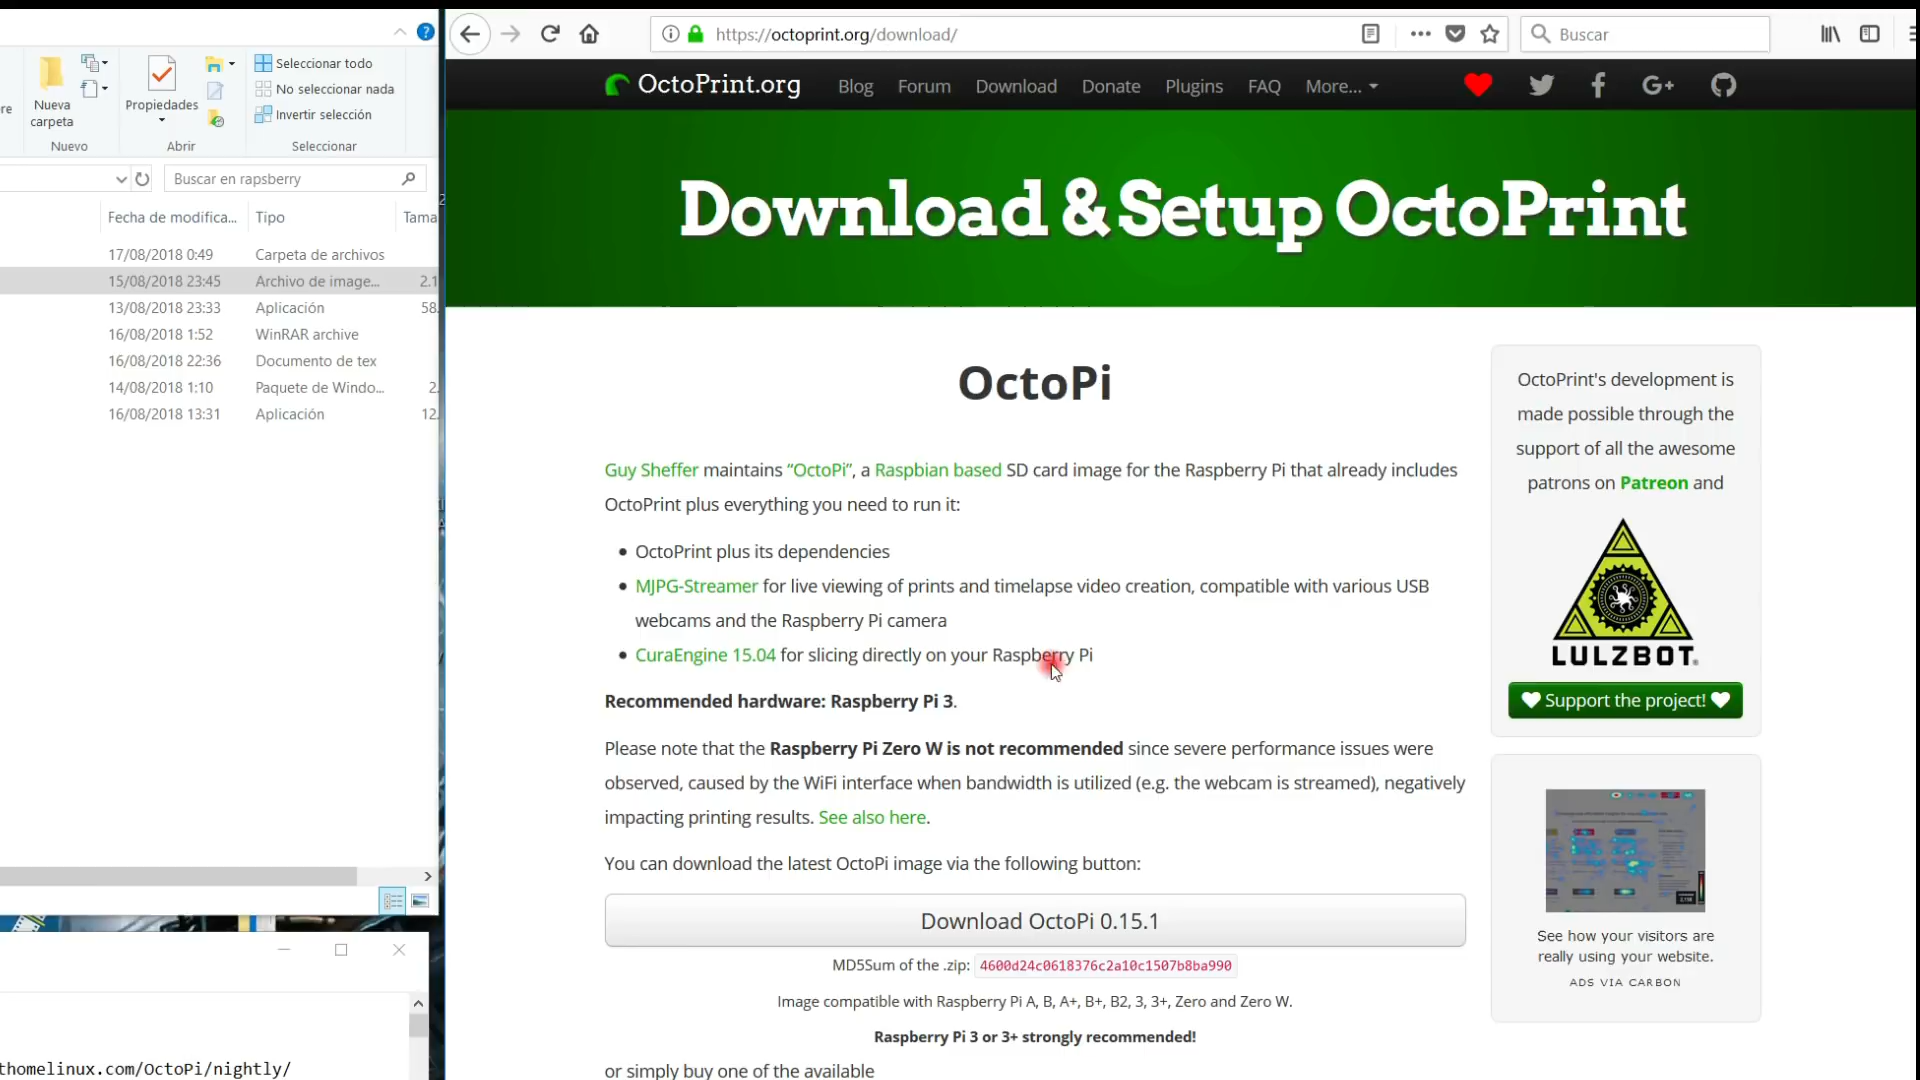 Seleccionar todo
No seleccionar nada
Invertir selección
Nueva
carpeta
Propiedades
Nuevo
Abrir
Seleccionar
Buscar en rapsberry
Fecha de modifica...
Tipo
Tama
17/08/2018 0:49
Carpeta de archivos
15/08/2018 23:45
Archivo de image...
2.1
13/08/2018 23:33
Aplicación
58.
16/08/2018 1:52
WinRAR archive
16/08/2018 22:36
Documento de tex
14/08/2018 1:10
Paquete de Windo...
2.
16/08/2018 13:31
Aplicación
12.
thomelinux.com/OctoPi/nightly/
https://octoprint.org/download/
Buscar
OctoPrint.org
Blog
Forum
Download
Donate
Plugins
FAQ
More...
Download & Setup OctoPrint
OctoPi
Guy Sheffer maintains “OctoPi”, a Raspbian based SD card image for the Raspberry Pi that already includes
OctoPrint plus everything you need to run it:
OctoPrint plus its dependencies
MJPG-Streamer for live viewing of prints and timelapse video creation, compatible with various USB
webcams and the Raspberry Pi camera
CuraEngine 15.04 for slicing directly on your Raspberry Pi
Recommended hardware: Raspberry Pi 3.
Please note that the Raspberry Pi Zero W is not recommended since severe performance issues were
observed, caused by the WiFi interface when bandwidth is utilized (e.g. the webcam is streamed), negatively
impacting printing results. See also here.
You can download the latest OctoPi image via the following button:
Download OctoPi 0.15.1
MD5Sum of the .zip: 4600d24c0618376c2a10c1507b8ba990
Image compatible with Raspberry Pi A, B, A+, B+, B2, 3, 3+, Zero and Zero W.
Raspberry Pi 3 or 3+ strongly recommended!
or simply buy one of the available
OctoPrint's development is
made possible through the
support of all the awesome
patrons on Patreon and
LULZBOT
Support the project!
See how your visitors are
really using your website.
ADS VIA CARBON